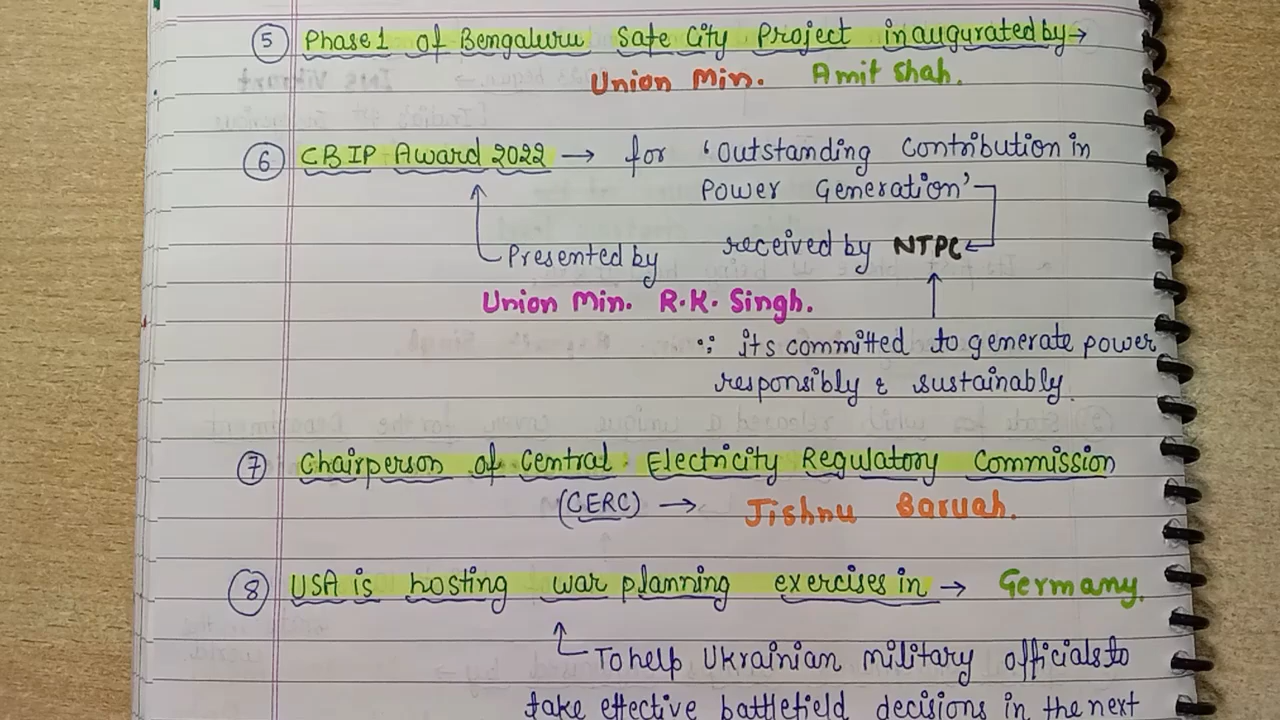 5 Phase 1 of Bengaluru Safe City Project inaugurated by →
Union Min. Amit Shah.
6 CBIP Award 2022 → for 'Outstanding Contribution in
Power Generation'
Presented by received by NTPC
Union Min. R.K. Singh.
∵ its committed to generate power
responsibly & sustainably.
7 Chairperson of Central Electricity Regulatory Commission
(CERC) → Jishnu Baruah.
8 USA is hosting war planning exercises in → Germany.
To help Ukrainian military officials to
take effective battlefield decisions in the next